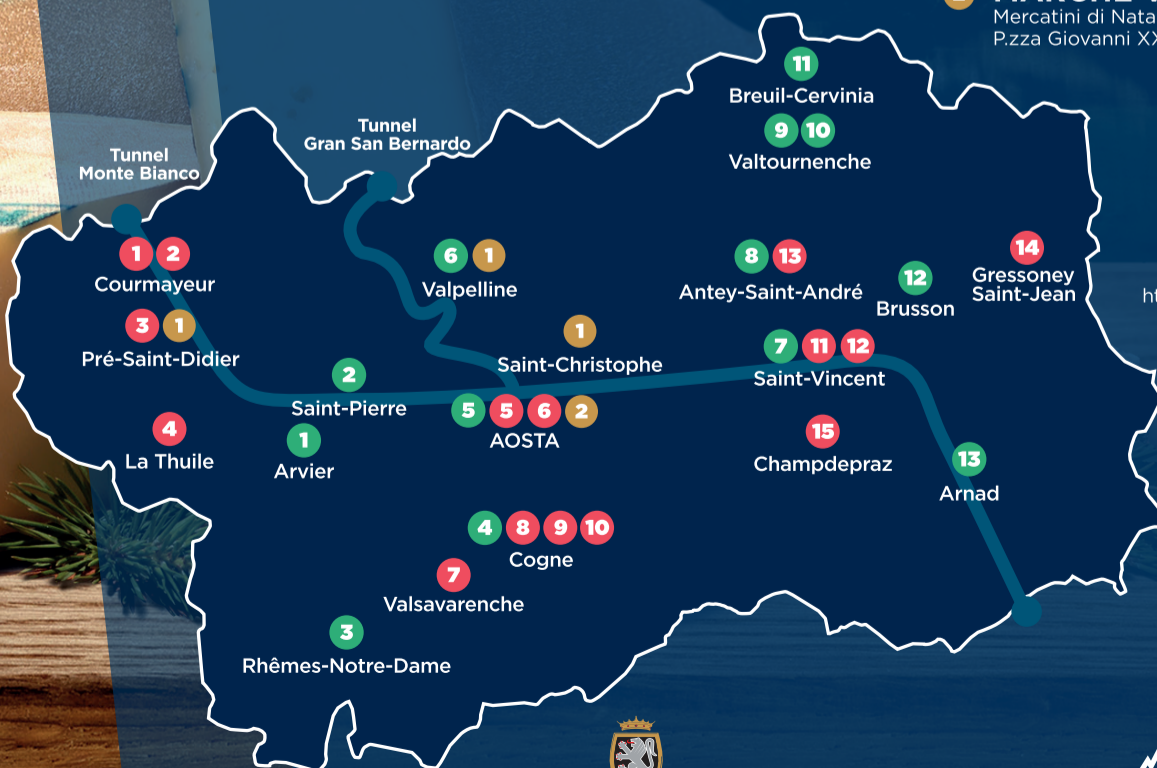 Mercatini di Nata
P.zza Giovanni XX
11
Breuil-Cervinia
9 10
Valtournenche
Tunnel
Gran San Bernardo
Tunnel
Monte Bianco
1 2
Courmayeur
6 1
Valpelline
8 13
Antey-Saint-André
12
Brusson
14
Gressoney
Saint-Jean
ht
3 1
Pré-Saint-Didier
1
Saint-Christophe
7 11 12
Saint-Vincent
2
Saint-Pierre
5 5 6 2
AOSTA
4
La Thuile
1
Arvier
15
Champdepraz
13
Arnad
4 8 9 10
Cogne
7
Valsavarenche
3
Rhêmes-Notre-Dame